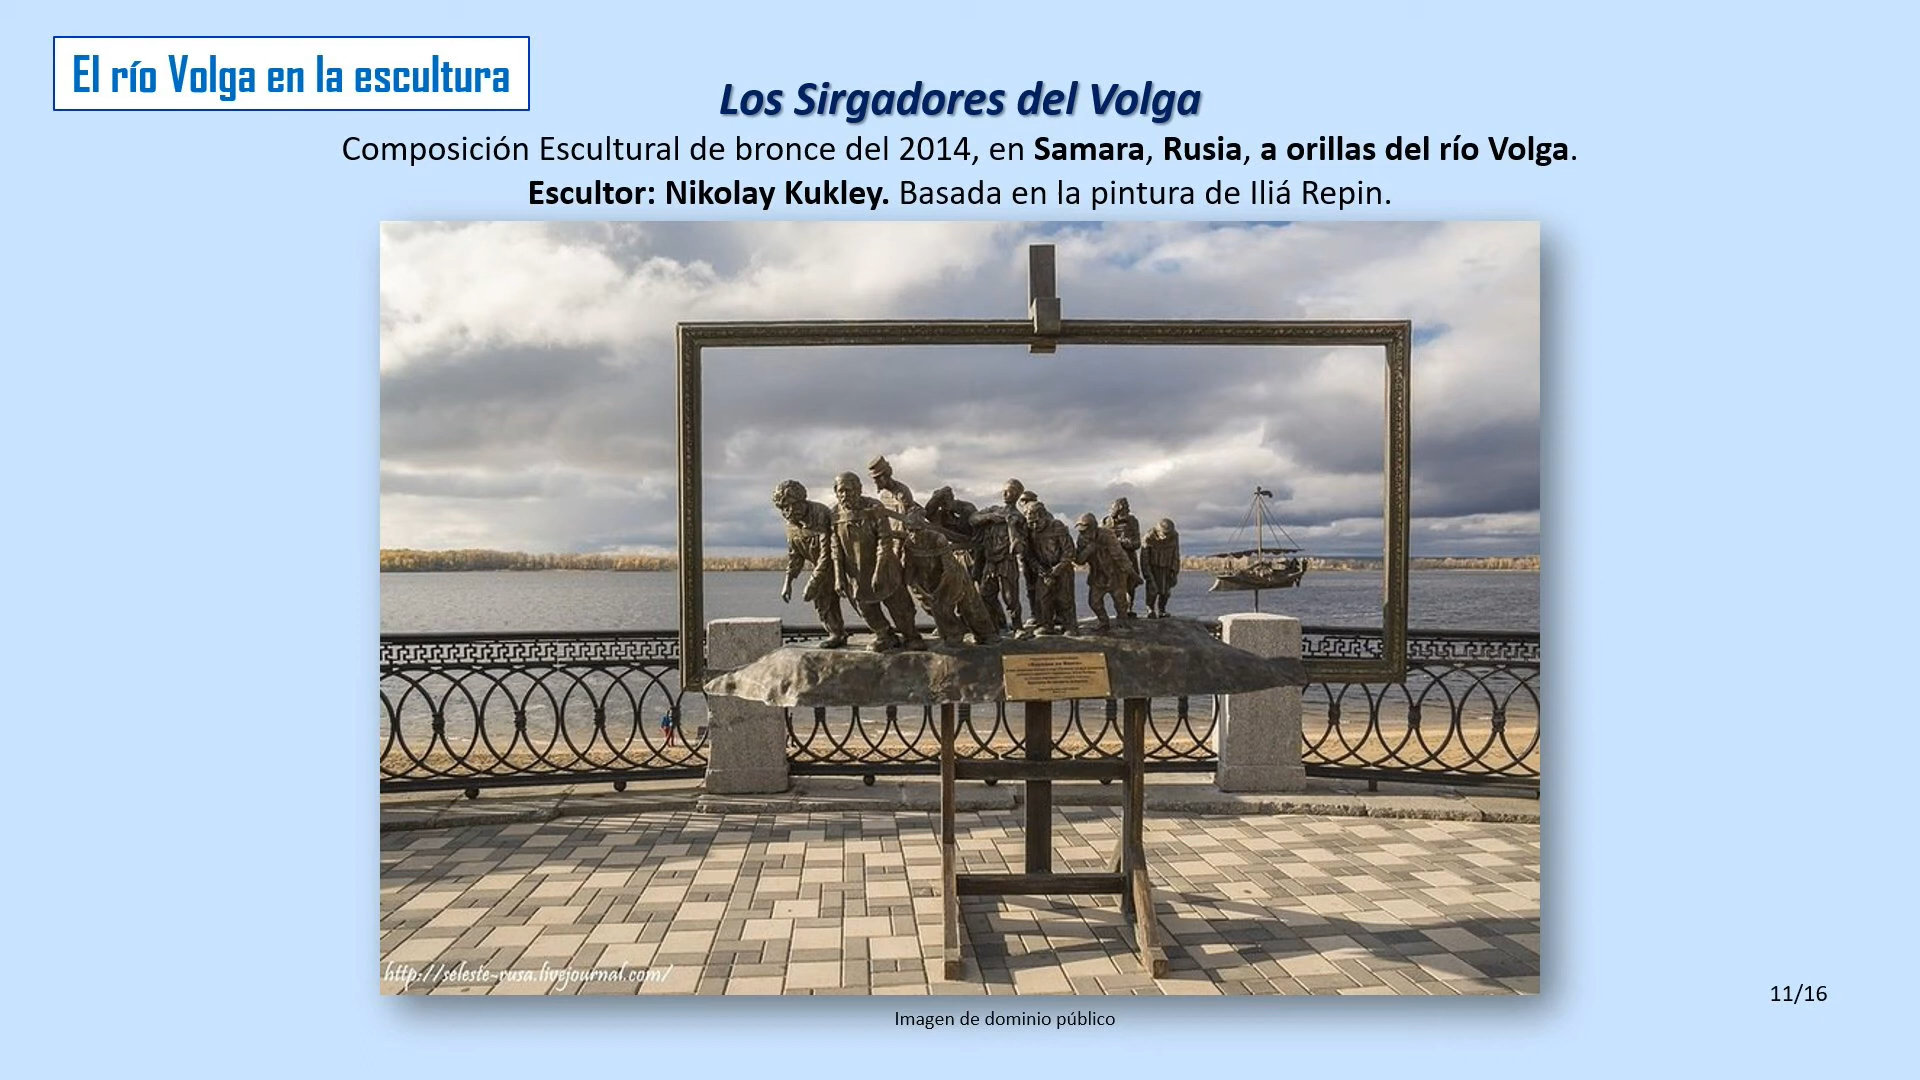 El río Volga en la escultura
Los Sirgadores del Volga
Composición Escultural de bronce del 2014, en Samara, Rusia, a orillas del río Volga.
Escultor: Nikolay Kukley. Basada en la pintura de Iliá Repin.
http://seleste-rusa.livejournal.com/
Imagen de dominio público
11/16